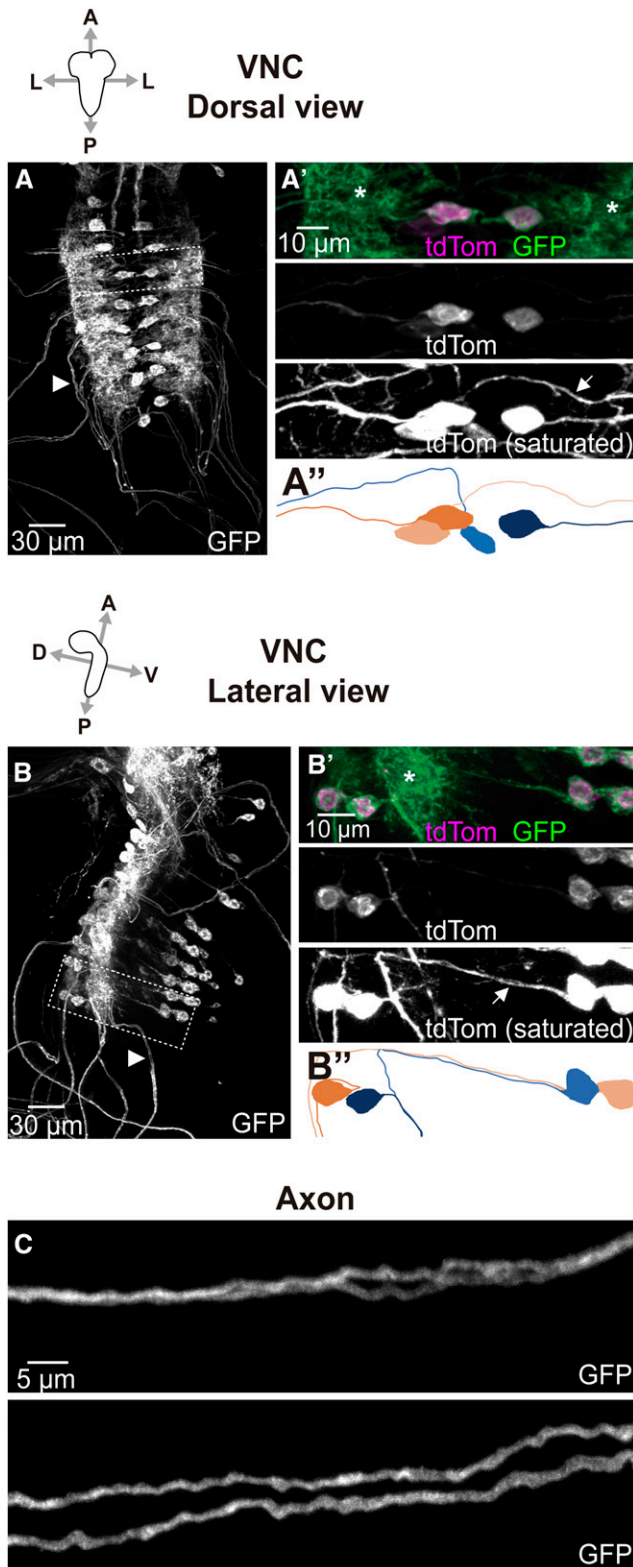 A
L
L
P
VNC
Dorsal view
A
30 µm
GFP
A'
*
*
10 µm
tdTom GFP
tdTom
tdTom (saturated)
A''
A
D
V
P
VNC
Lateral view
B
30 µm
GFP
B'
*
10 µm
tdTom GFP
tdTom
tdTom (saturated)
B''
Axon
C
5 µm
GFP
GFP